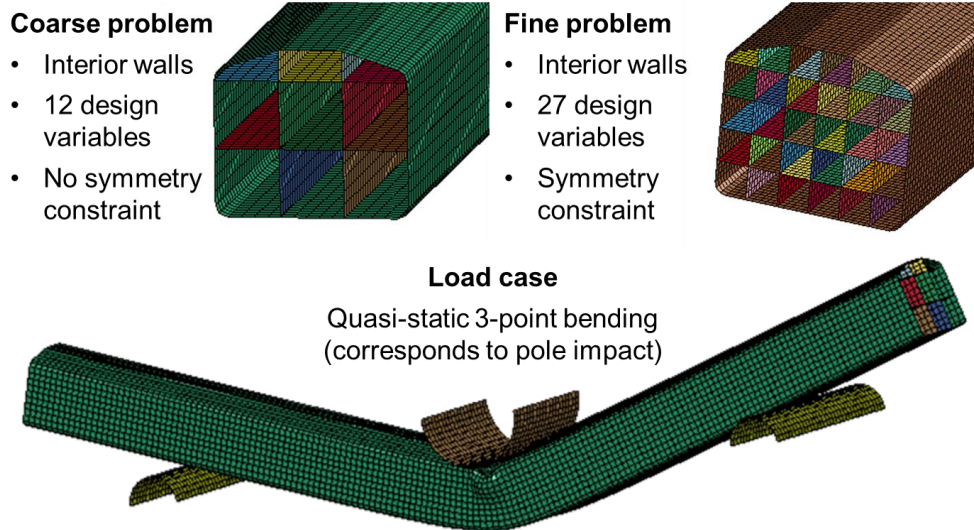 Coarse problem
• Interior walls
• 12 design
variables
• No symmetry
constraint
Fine problem
• Interior walls
• 27 design
variables
• Symmetry
constraint
Load case
Quasi-static 3-point bending
(corresponds to pole impact)